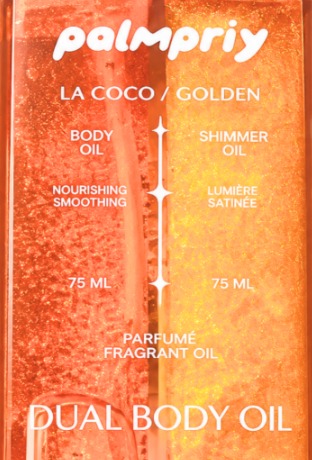 palmpriy
LA COCO / GOLDEN
BODY
OIL
NOURISHING
SMOOTHING
75 ML
SHIMMER
OIL
LUMIÈRE
SATINÉE
75 ML
PARFUMÉ
FRAGRANT OIL
DUAL BODY OIL